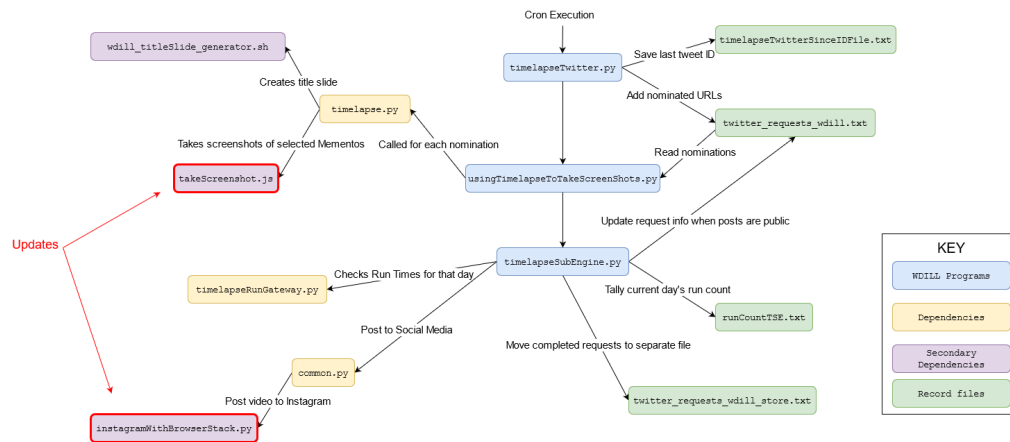 Cron Execution
wdill_titleSlide_generator.sh
timelapseTwitterSinceIDFile.txt
Save last tweet ID
timelapseTwitter.py
Creates title slide
Add nominated URLs
timelapse.py
twitter_requests_wdill.txt
Takes screenshots of selected Mementos
Called for each nomination
Read nominations
takeScreenshot.js
usingTimelapseToTakeScreenShots.py
Update request info when posts are public
Updates
KEY
timelapseSubEngine.py
WDILL Programs
Checks Run Times for that day
timelapseRunGateway.py
Tally current day's run count
runCountTSE.txt
Dependencies
Post to Social Media
Move completed requests to separate file
Secondary
Dependencies
common.py
Post video to Instagram
twitter_requests_wdill_store.txt
Record files
instagramWithBrowserStack.py